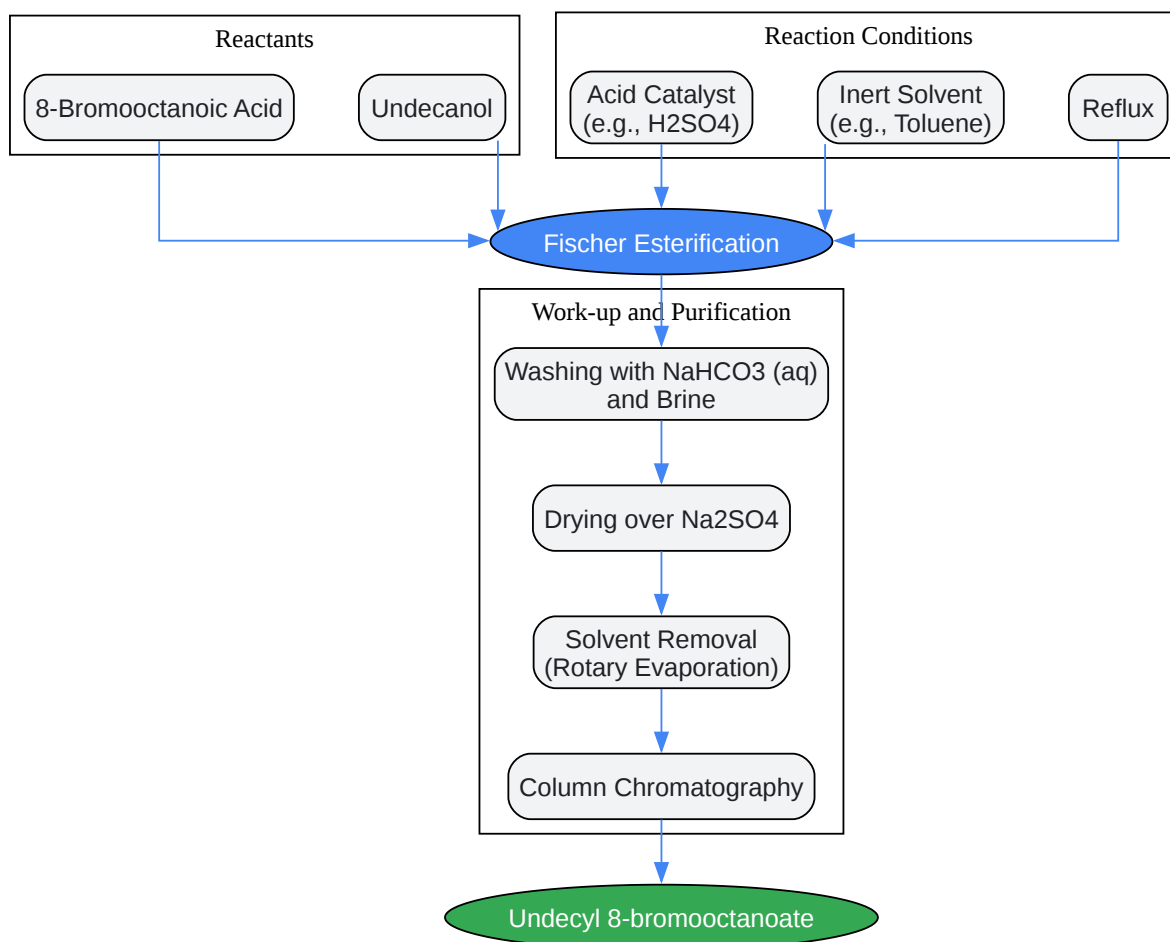 Reactants
Reaction Conditions
8-Bromooctanoic Acid
Undecanol
Acid Catalyst
(e.g., H2SO4)
Inert Solvent
(e.g., Toluene)
Reflux
Fischer Esterification
Work-up and Purification
Washing with NaHCO3 (aq)
and Brine
Drying over Na2SO4
Solvent Removal
(Rotary Evaporation)
Column Chromatography
Undecyl 8-bromooctanoate